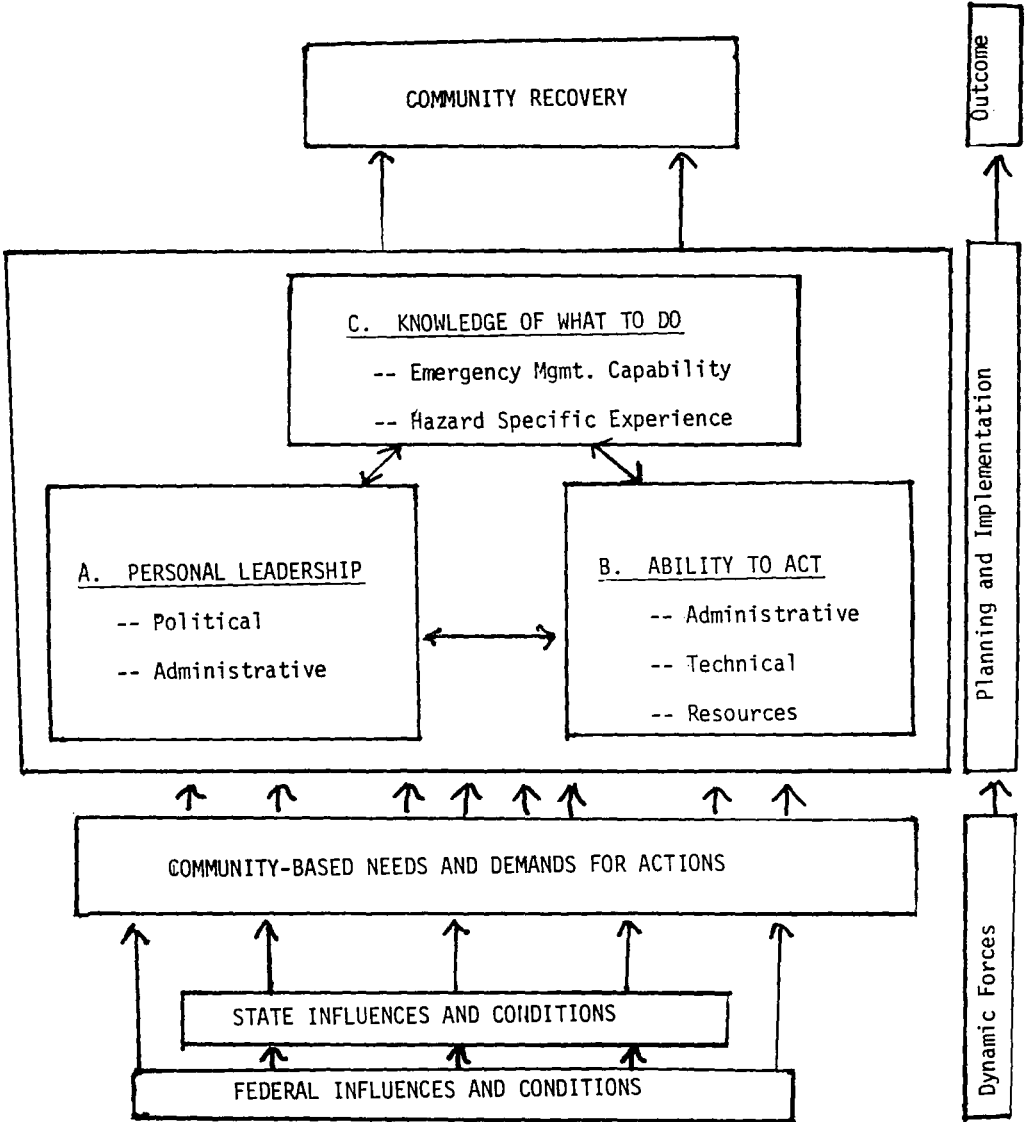 COMMUNITY RECOVERY
Outcome
C. KNOWLEDGE OF WHAT TO DO
-- Emergency Mgmt. Capability
-- Hazard Specific Experience
A. PERSONAL LEADERSHIP
-- Political
-- Administrative
B. ABILITY TO ACT
-- Administrative
-- Technical
-- Resources
Planning and Implementation
COMMUNITY-BASED NEEDS AND DEMANDS FOR ACTIONS
STATE INFLUENCES AND CONDITIONS
FEDERAL INFLUENCES AND CONDITIONS
Dynamic Forces